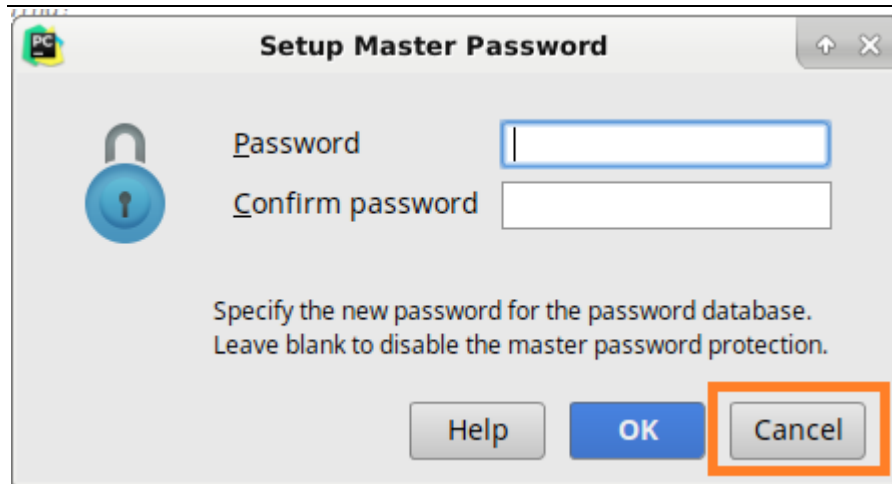 PC
Setup Master Password
Password
Confirm password
Specify the new password for the password database.
Leave blank to disable the master password protection.
Help OK Cancel